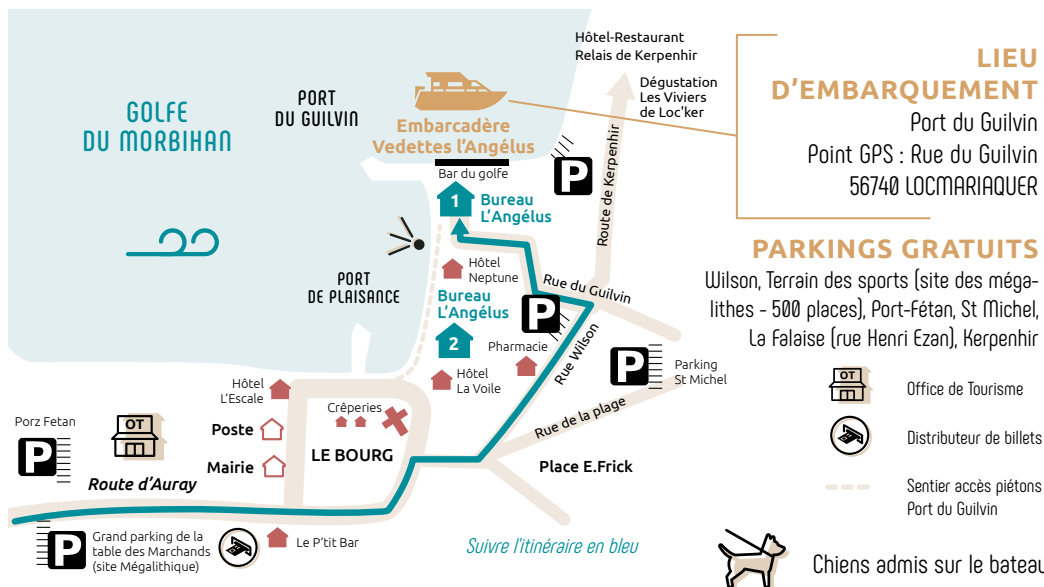 Hôtel-Restaurant
Relais de Kerpenhir
Dégustation
Les Viviers
de Loc'ker
GOLFE
DU MORBIHAN
PORT
DU GUILVIN
Embarcadère
Vedettes l'Angélus
Bar du golfe
P
Route de Kerpenhir
1
Bureau
L'Angélus
Hôtel
Neptune
PORT
DE PLAISANCE
Bureau
L'Angélus
2
P
Rue du Guilvin
Rue Wilson
Pharmacie
Hôtel
La Voile
P
Parking
St Michel
Rue de la plage
Place E.Frick
Hôtel
L'Escale
Crêperies
Poste
Mairie
LE BOURG
Porz Fetan
P
OT
Route d'Auray
P
Grand parking de la
table des Marchands
(site Mégalithique)
Le P'tit Bar
Suivre l'itinéraire en bleu
LIEU
D'EMBARQUEMENT
Port du Guilvin
Point GPS : Rue du Guilvin
56740 LOCMARIAQUER
PARKINGS GRATUITS
Wilson, Terrain des sports (site des méga-
lithes - 500 places), Port-Fétan, St Michel,
La Falaise (rue Henri Ezan), Kerpenhir
OT
Office de Tourisme
Distributeur de billets
Sentier accès piétons
Port du Guilvin
Chiens admis sur le bateau